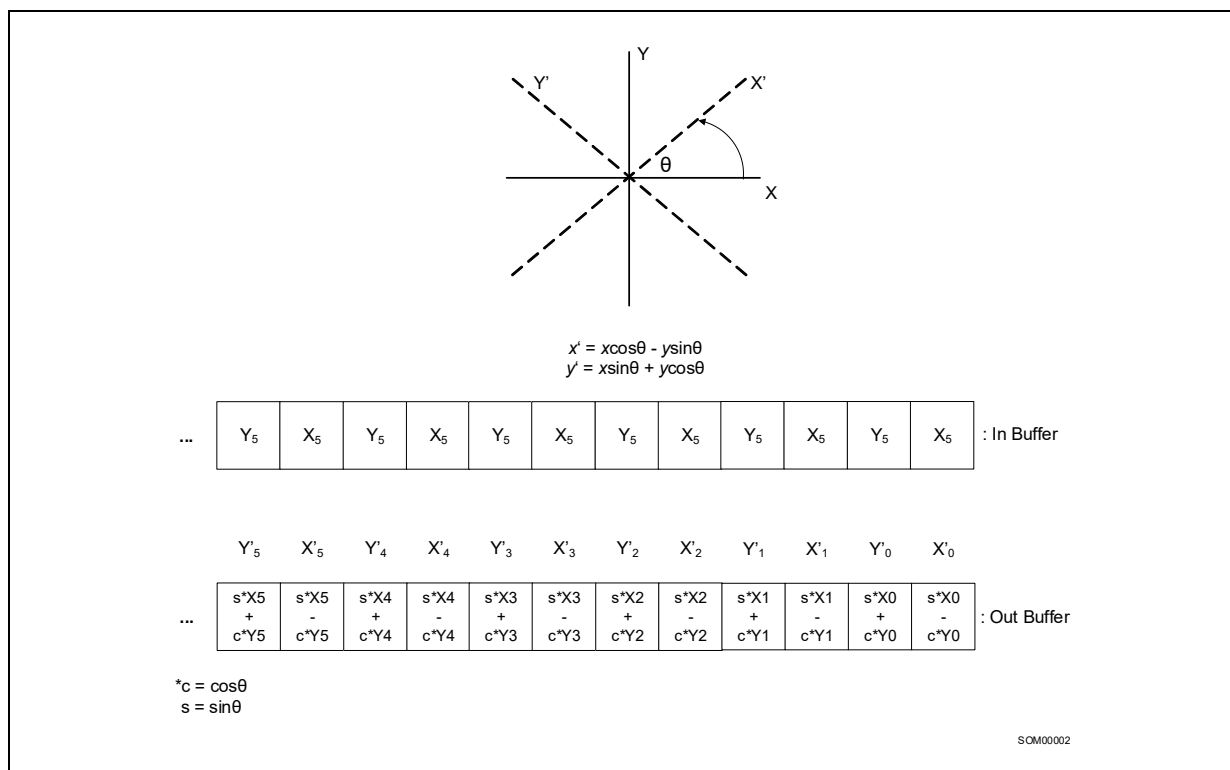 Y
Y’ X’
θ
X
x‘ = xcosθ - ysinθ
y‘ = xsinθ + ycosθ
... Y₅ X₅ Y₅ X₅ Y₅ X₅ Y₅ X₅ Y₅ X₅ Y₅ X₅ : In Buffer
Y’₅ X’₅ Y’₄ X’₄ Y’₃ X’₃ Y’₂ X’₂ Y’₁ X’₁ Y’₀ X’₀
s*X5 s*X5 s*X4 s*X4 s*X3 s*X3 s*X2 s*X2 s*X1 s*X1 s*X0 s*X0
... + - + - + - + - + - + - : Out Buffer
c*Y5 c*Y5 c*Y4 c*Y4 c*Y3 c*Y3 c*Y2 c*Y2 c*Y1 c*Y1 c*Y0 c*Y0
*c = cosθ
s = sinθ
SOM00002